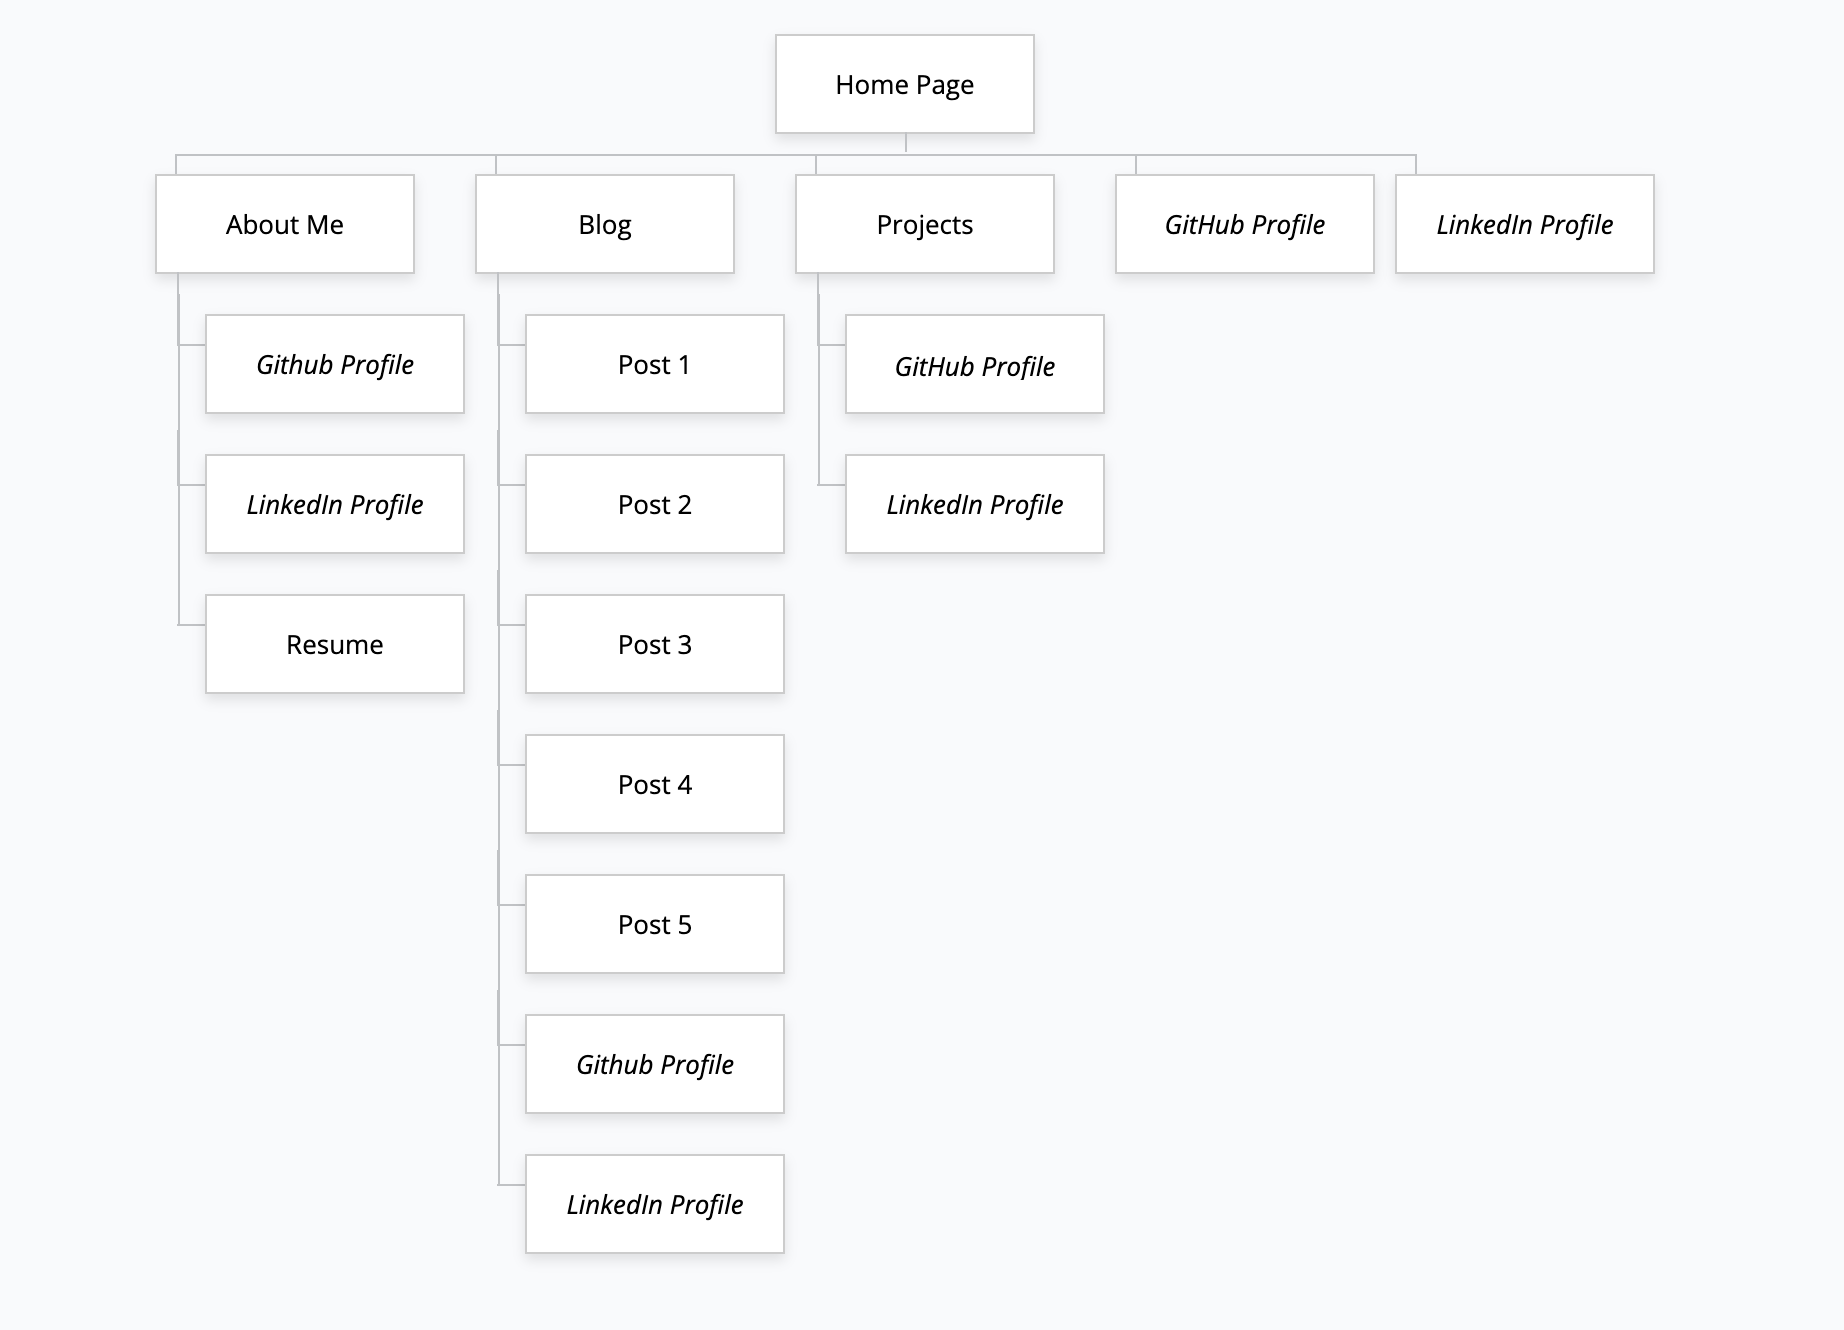 Home Page
About Me
Blog
Projects
GitHub Profile
LinkedIn Profile
Github Profile
LinkedIn Profile
Resume
Post 1
Post 2
Post 3
Post 4
Post 5
Github Profile
LinkedIn Profile
GitHub Profile
LinkedIn Profile